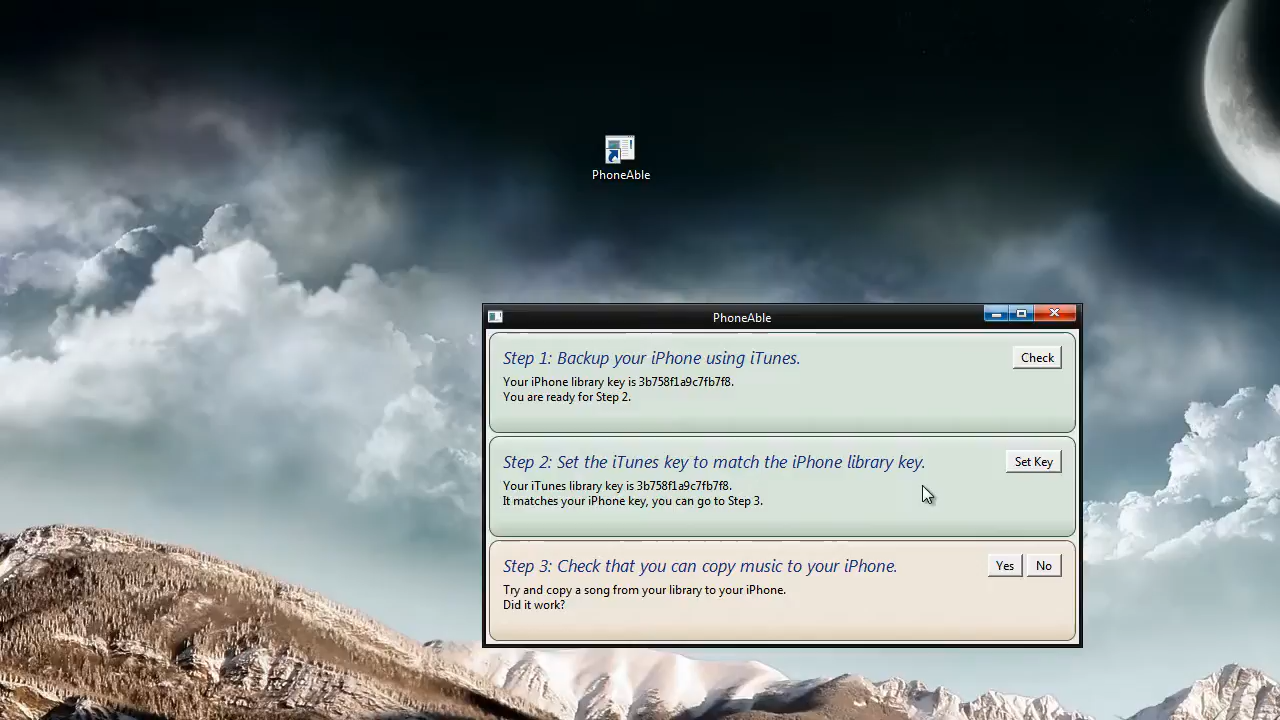 PhoneAble
PhoneAble
Step 1: Backup your iPhone using iTunes.
Check
Your iPhone library key is 3b758f1a9c7fb7f8.
You are ready for Step 2.
Step 2: Set the iTunes key to match the iPhone library key.
Set Key
Your iTunes library key is 3b758f1a9c7fb7f8.
It matches your iPhone key, you can go to Step 3.
Step 3: Check that you can copy music to your iPhone.
Yes
No
Try and copy a song from your library to your iPhone.
Did it work?